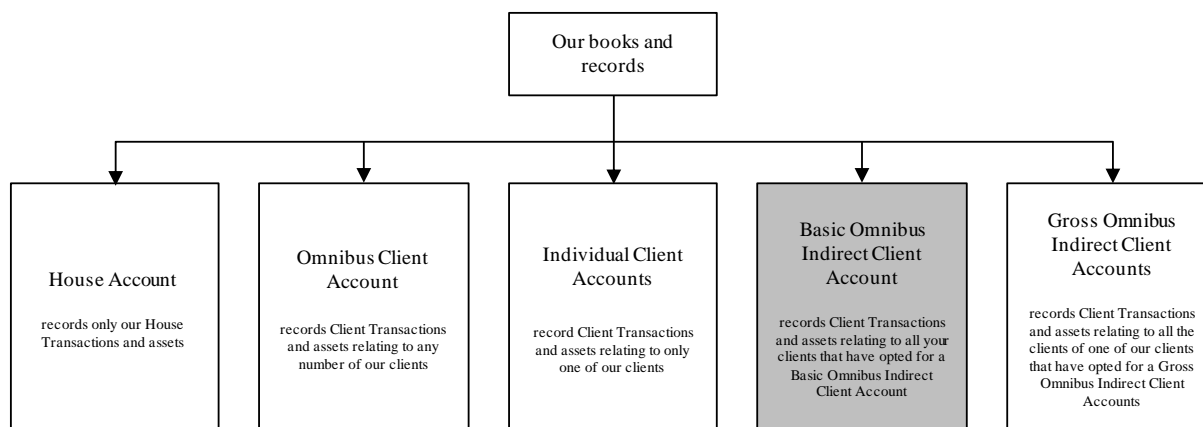 Our books and
records
House Account
records only our House
Transactions and assets
Omnibus Client
Account
records Client Transactions
and assets relating to any
number of our clients
Individual Client
Accounts
record Client Transactions
and assets relating to only
one of our clients
Basic Omnibus
Indirect Client
Account
records Client Transactions
and assets relating to all your
clients that have opted for a
Basic Omnibus Indirect
Client Account
Gross Omnibus
Indirect Client
Accounts
records Client Transactions
and assets relating to all the
clients of one of our clients
that have opted for a Gross
Omnibus Indirect Client
Accounts